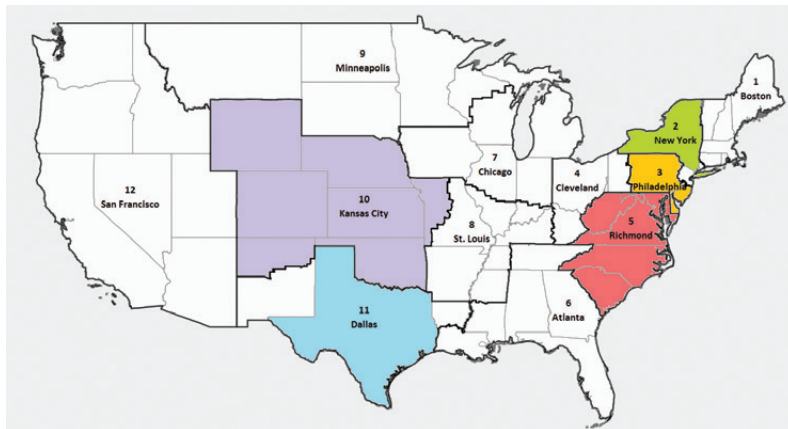 9
Minneapolis
1
Boston
2
New York
7
Chicago
4
Cleveland
3
Philadelphia
12
San Francisco
10
Kansas City
8
St. Louis
5
Richmond
11
Dallas
6
Atlanta